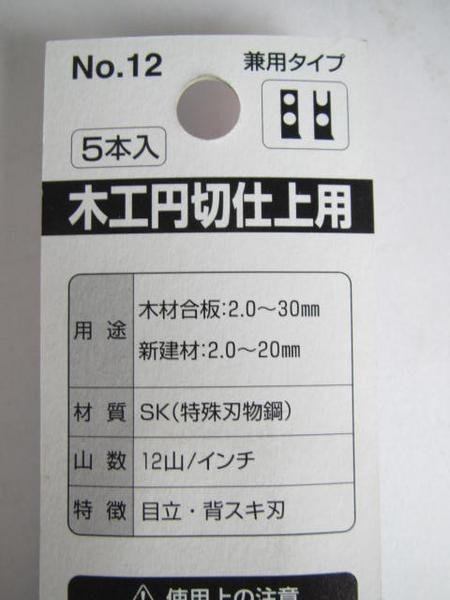 No.12 兼用タイプ
5本入
木工円切仕上用
用途 木材合板:2.0～30㎜
新建材:2.0～20㎜
材質 SK(特殊刃物鋼)
山数 12山/インチ
特徴 目立・背スキ刃
使用上の注意